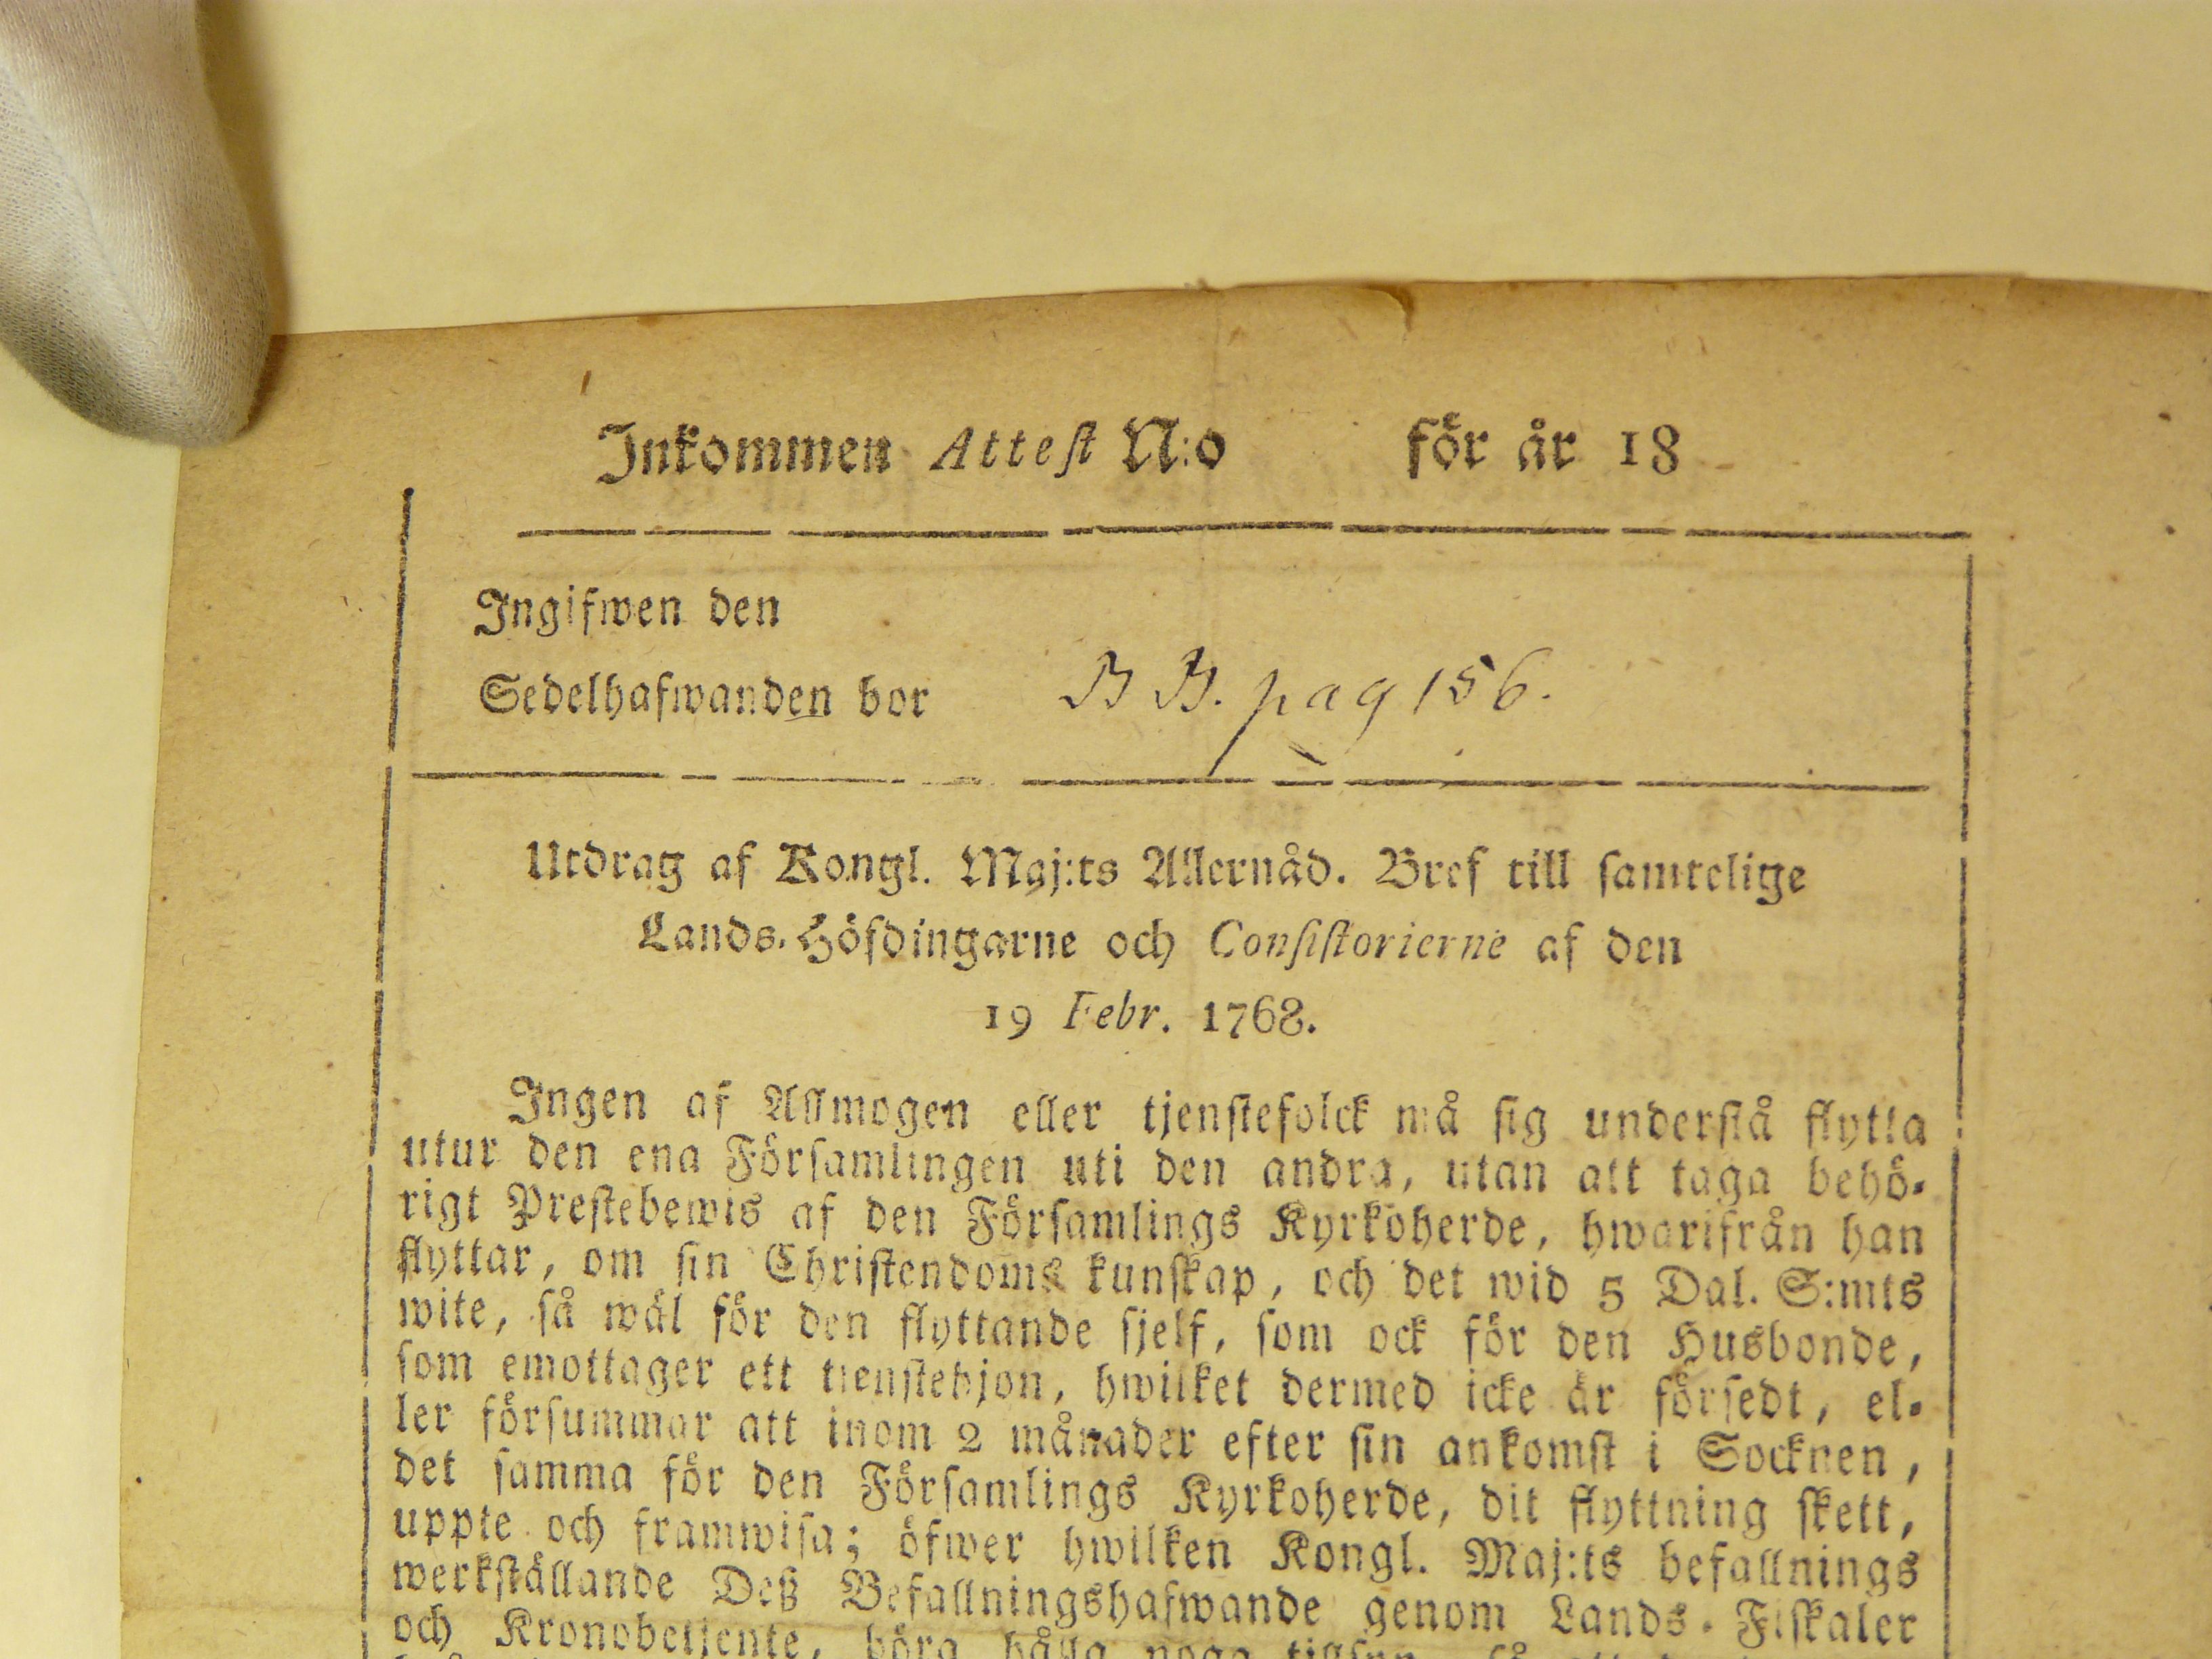 Inkommen Attest N:o för år 18
Ingifwen den
Sedelhafwanden bor B B. pag 156.
Utdrag af Kongl. Maj:ts Allernåd. Bref till samtelige
Lands-Höfdingarne och Consistorierne af den
19 Febr. 1768.
Ingen af Allmogen eller tjenstefolck må sig understå flytta
utur den ena Församlingen uti den andra, utan att taga behö-
rigt Prestebewis af den Församlings Kyrkoherde, hwarifrån han
flyttar, om sin Christendoms kunskap, och det wid 5 Dal. S:mts
wite, så wäl för den flyttande sjelf, som ock för den Husbonde,
som emottager ett tienstehjon, hwilket dermed icke är försedt, el-
ler försummar att inom 2 månader efter sin ankomst i Socknen,
det samma för den Församlings Kyrkoherde, dit flyttning skett,
uppte och framwisa; öfwer hwilken Kongl. Maj:ts befallnings
werkställande Deß Befallningshafwande genom Lands-Fiskaler
och Kronobetjente, böra hålla noga